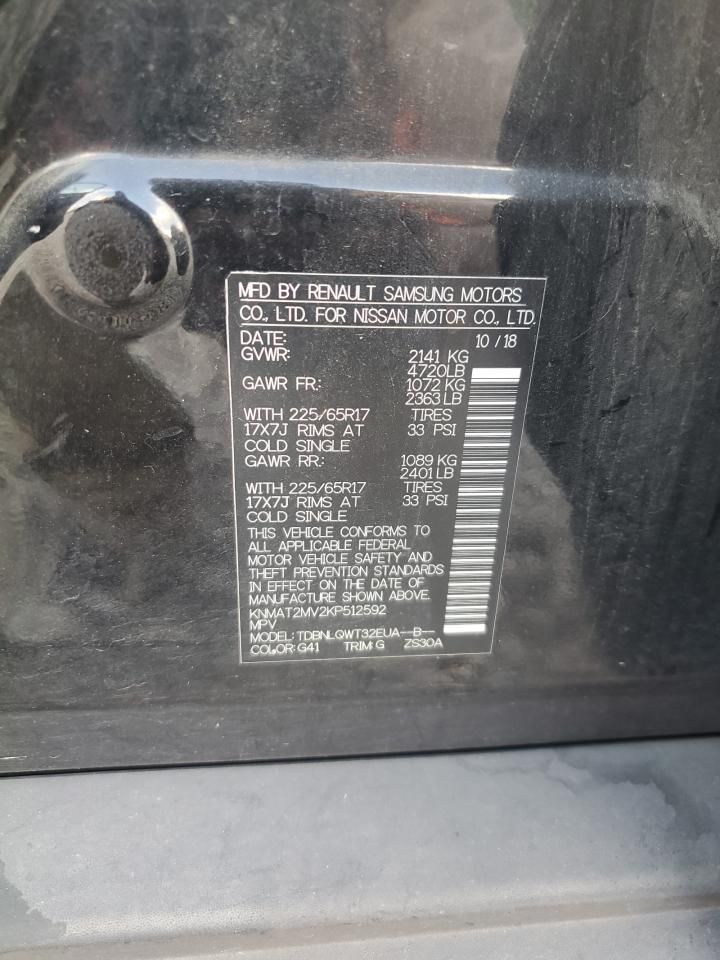 MFD BY RENAULT SAMSUNG MOTORS
CO., LTD. FOR NISSAN MOTOR CO., LTD.
DATE: 10 / 18
GVWR: 2141 KG
4720LB
GAWR FR.: 1072 KG
2363 LB
WITH 225/65R17 TIRES
17X7J RIMS AT 33 PSI
COLD SINGLE
GAWR RR.: 1089 KG
2401 LB
WITH 225/65R17 TIRES
17X7J RIMS AT 33 PSI
COLD SINGLE
THIS VEHICLE CONFORMS TO
ALL APPLICABLE FEDERAL
MOTOR VEHICLE SAFETY AND
THEFT PREVENTION STANDARDS
IN EFFECT ON THE DATE OF
MANUFACTURE SHOWN ABOVE.
KNMAT2MV2KP512592
MPV
MODEL: TDBNLQWT32EUA--B--
COLOR: G41 TRIM: G ZS30A